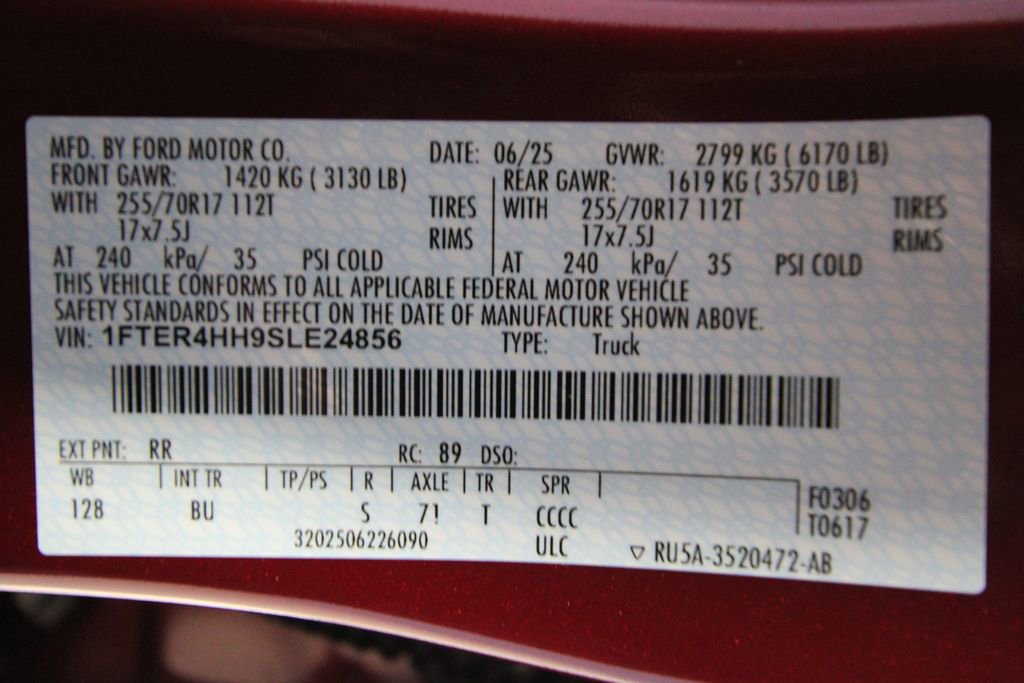 MFD. BY FORD MOTOR CO. DATE: 06/25 GVWR: 2799 KG ( 6170 LB)
FRONT GAWR: 1420 KG ( 3130 LB) REAR GAWR: 1619 KG ( 3570 LB)
WITH 255/70R17 112T TIRES WITH 255/70R17 112T TIRES
17x7.5J RIMS 17x7.5J RIMS
AT 240 kPa/ 35 PSI COLD AT 240 kPa/ 35 PSI COLD
THIS VEHICLE CONFORMS TO ALL APPLICABLE FEDERAL MOTOR VEHICLE
SAFETY STANDARDS IN EFFECT ON THE DATE OF MANUFACTURE SHOWN ABOVE.
VIN: 1FTER4HH9SLE24856 TYPE: Truck
EXT PNT: RR RC: 89 DSO:
WB INT TR TP/PS R AXLE TR SPR F0306
128 BU S 7! T CCCC T0617
3202506226090 ULC ▽ RU5A-3520472-AB